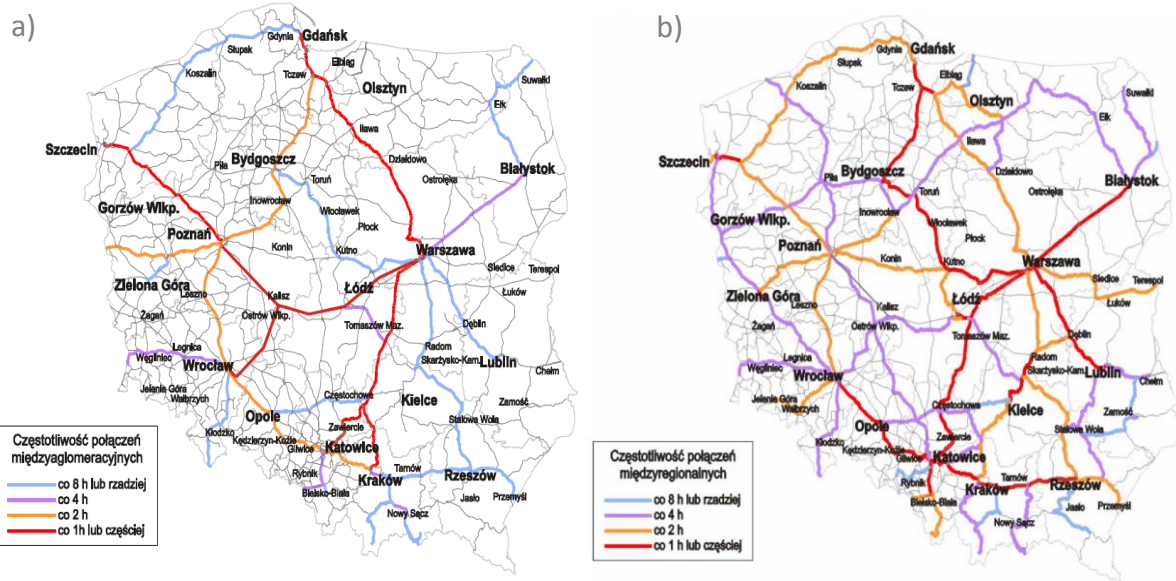 a)
Gdynia
Gdańsk
Słupsk
Koszalin
Tczew
Elbląg
Olsztyn
Suwałki
Ełk
Iława
Szczecin
Piła
Bydgoszcz
Działdowo
Ostrołęka
Białystok
Toruń
Gorzów Wlkp.
Inowrocław
Włocławek
Płock
Poznań
Konin
Kutno
Warszawa
Siedlce
Terespol
Zielona Góra
Leszno
Kalisz
Łódź
Łuków
Żagań
Ostrów Wlkp.
Tomaszów Maz.
Dęblin
Legnica
Węgliniec
Wrocław
Radom
Skarżysko-Kam.
Lublin
Chełm
Jelenia Góra
Wałbrzych
Częstochowa
Kielce
Zamość
Opole
Stalowa Wola
Kłodzko
Kędzierzyn-Koźle
Zawiercie
Gliwice
Katowice
Rybnik
Kraków
Tarnów
Rzeszów
Bielsko-Biała
Jasło
Przemyśl
Nowy Sącz
Częstotliwość połączeń
międzyaglomeracyjnych
co 8 h lub rzadziej
co 4 h
co 2 h
co 1h lub częściej
b)
Gdynia
Gdańsk
Słupsk
Koszalin
Tczew
Elbląg
Olsztyn
Suwałki
Ełk
Iława
Szczecin
Piła
Bydgoszcz
Działdowo
Ostrołęka
Białystok
Toruń
Gorzów Wlkp.
Inowrocław
Włocławek
Płock
Poznań
Konin
Kutno
Warszawa
Siedlce
Terespol
Zielona Góra
Leszno
Kalisz
Łódź
Łuków
Żagań
Ostrów Wlkp.
Tomaszów Maz.
Dęblin
Legnica
Węgliniec
Wrocław
Radom
Skarżysko-Kam.
Lublin
Chełm
Jelenia Góra
Wałbrzych
Częstochowa
Kielce
Zamość
Opole
Stalowa Wola
Kłodzko
Kędzierzyn-Koźle
Zawiercie
Gliwice
Katowice
Rybnik
Kraków
Tarnów
Rzeszów
Bielsko-Biała
Jasło
Przemyśl
Nowy Sącz
Częstotliwość połączeń
międzyregionalnych
co 8 h lub rzadziej
co 4 h
co 2 h
co 1 h lub częściej